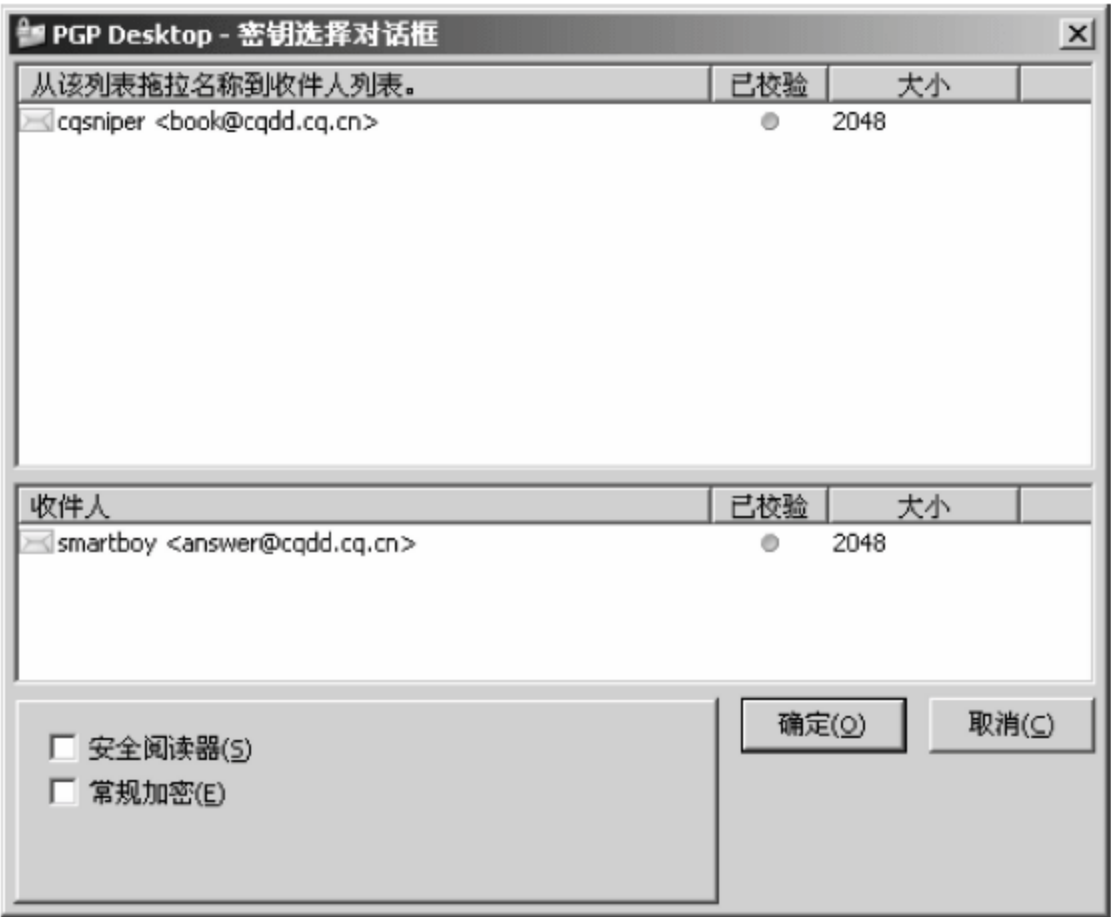 PGP Desktop - 密钥选择对话框
从该列表拖拉名称到收件人列表。 已校验 大小
cqsniper <book@cqdd.cq.cn> 2048
收件人 已校验 大小
smartboy <answer@cqdd.cq.cn> 2048
安全阅读器(S)
常规加密(E)
确定(O) 取消(C)